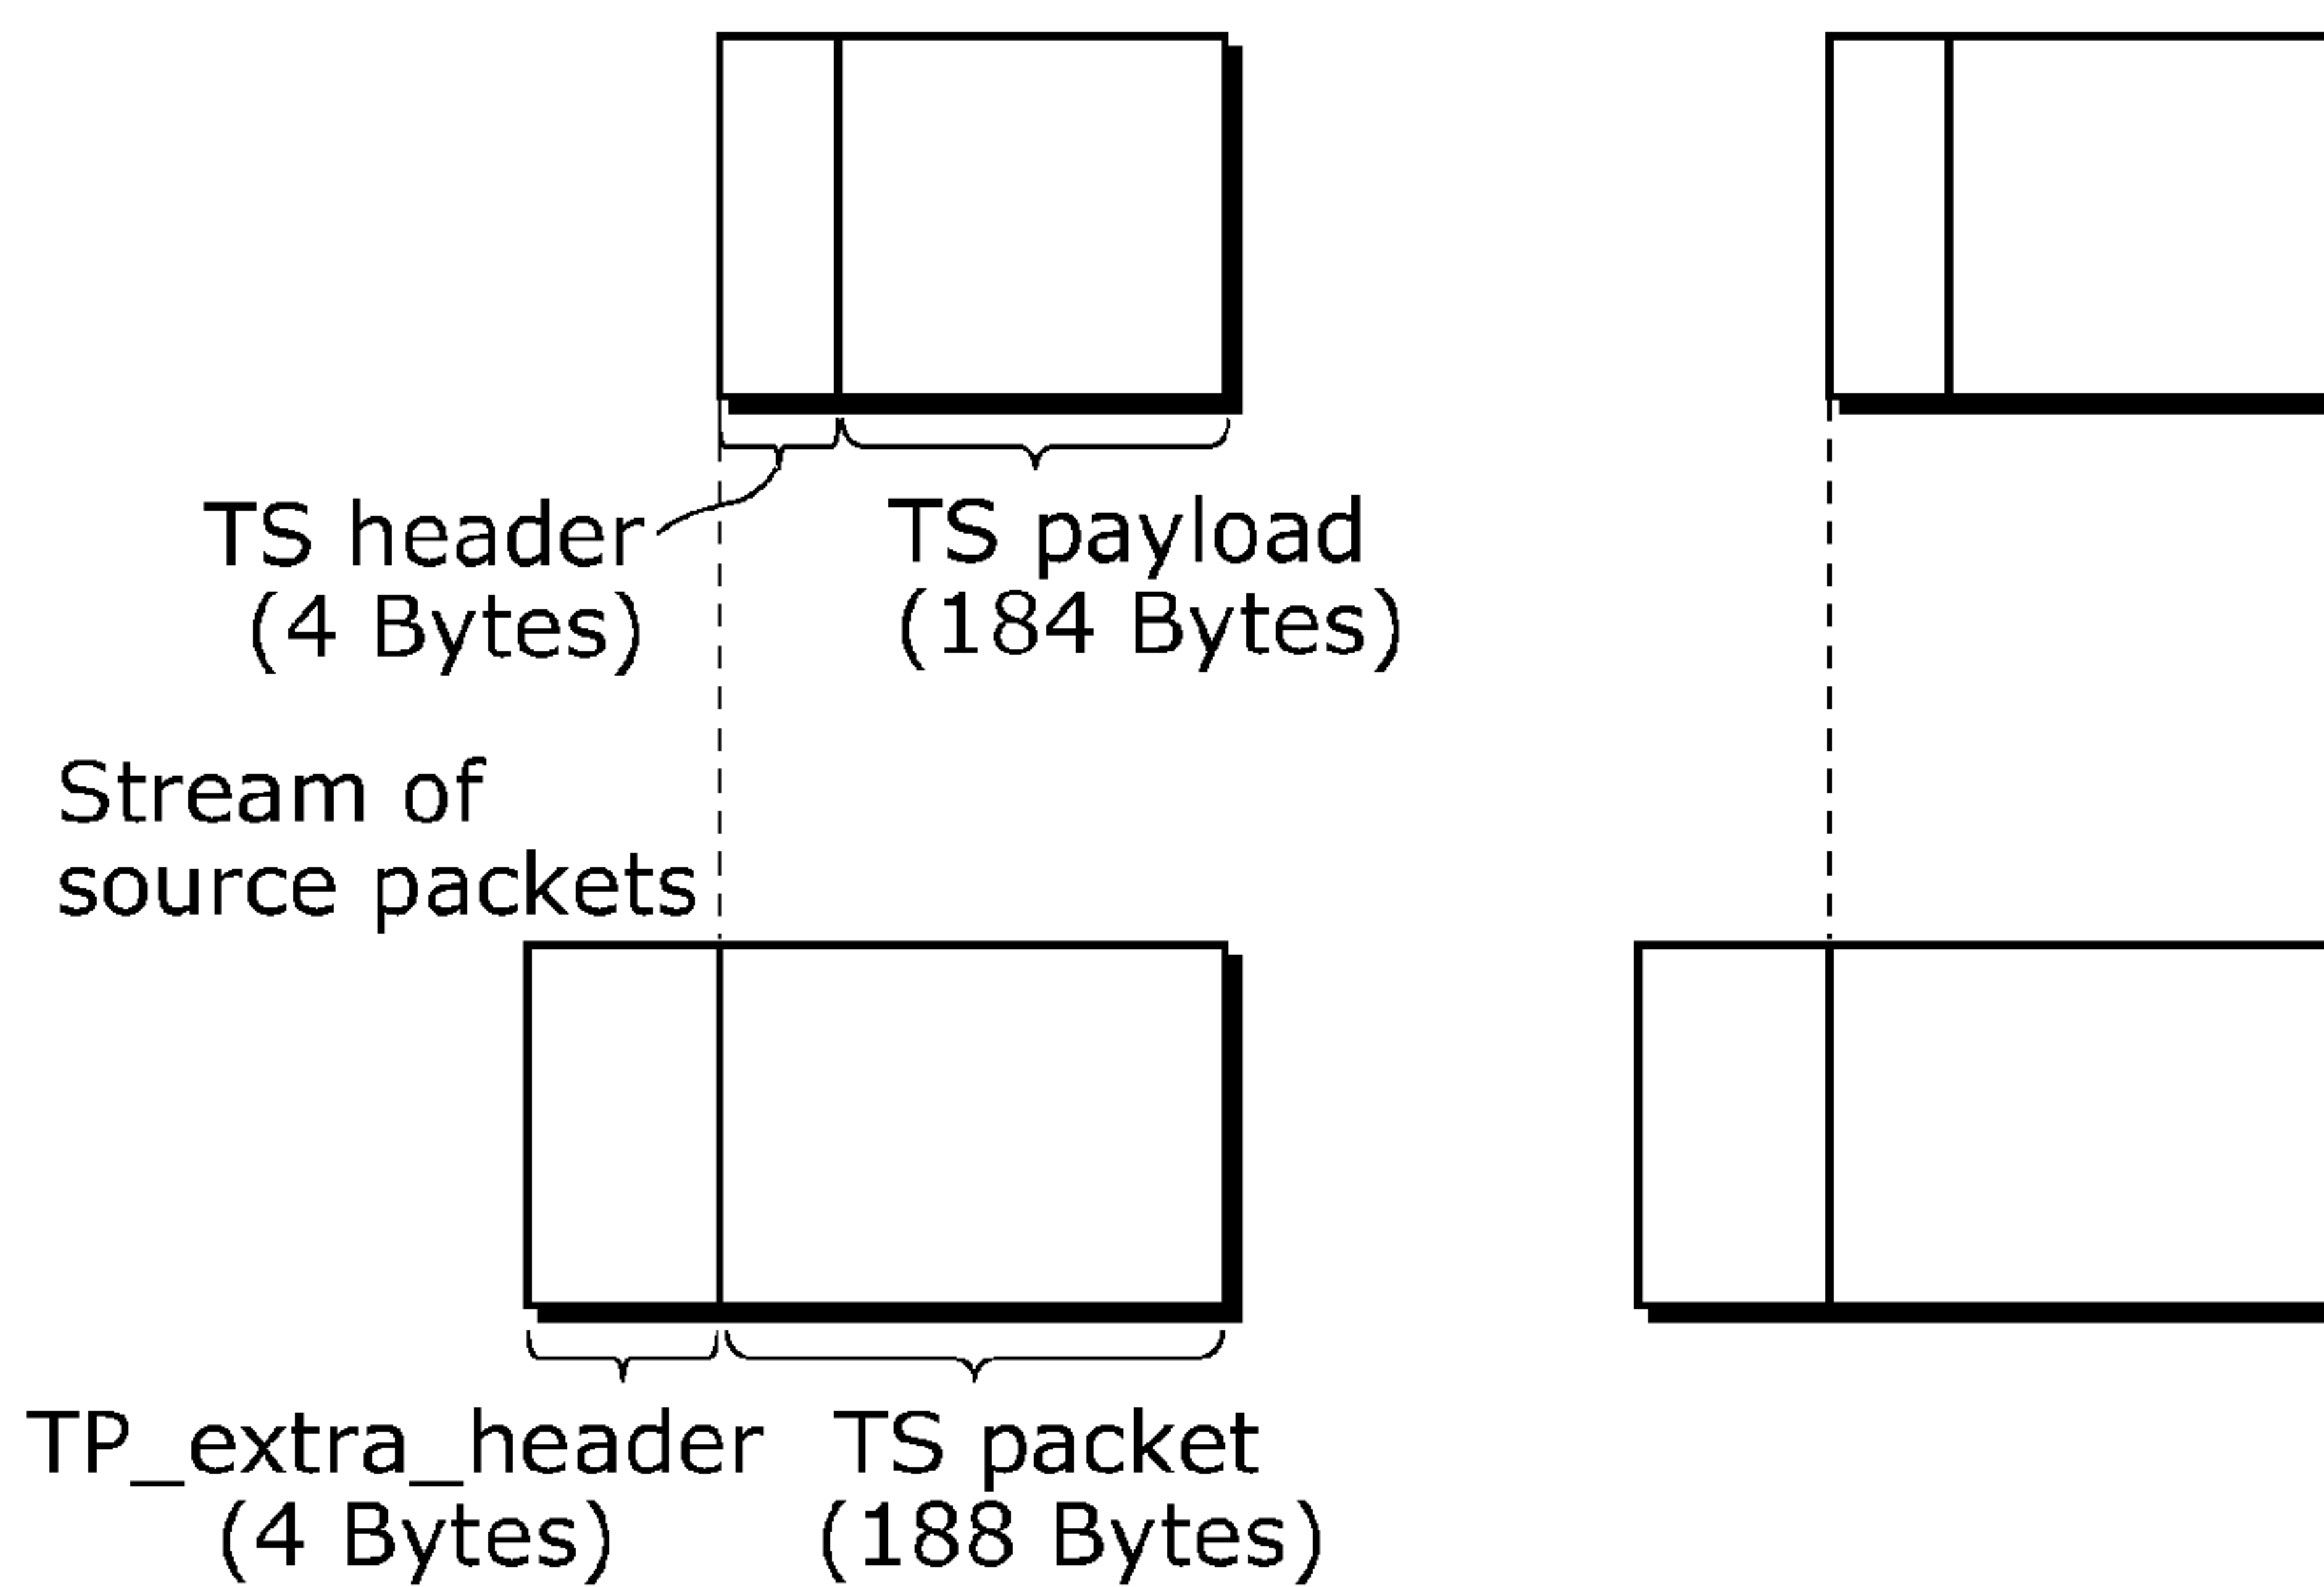 TS header
(4 Bytes)
TS payload
(184 Bytes)
Stream of
source packets
TP_extra_header
(4 Bytes)
TS packet
(188 Bytes)